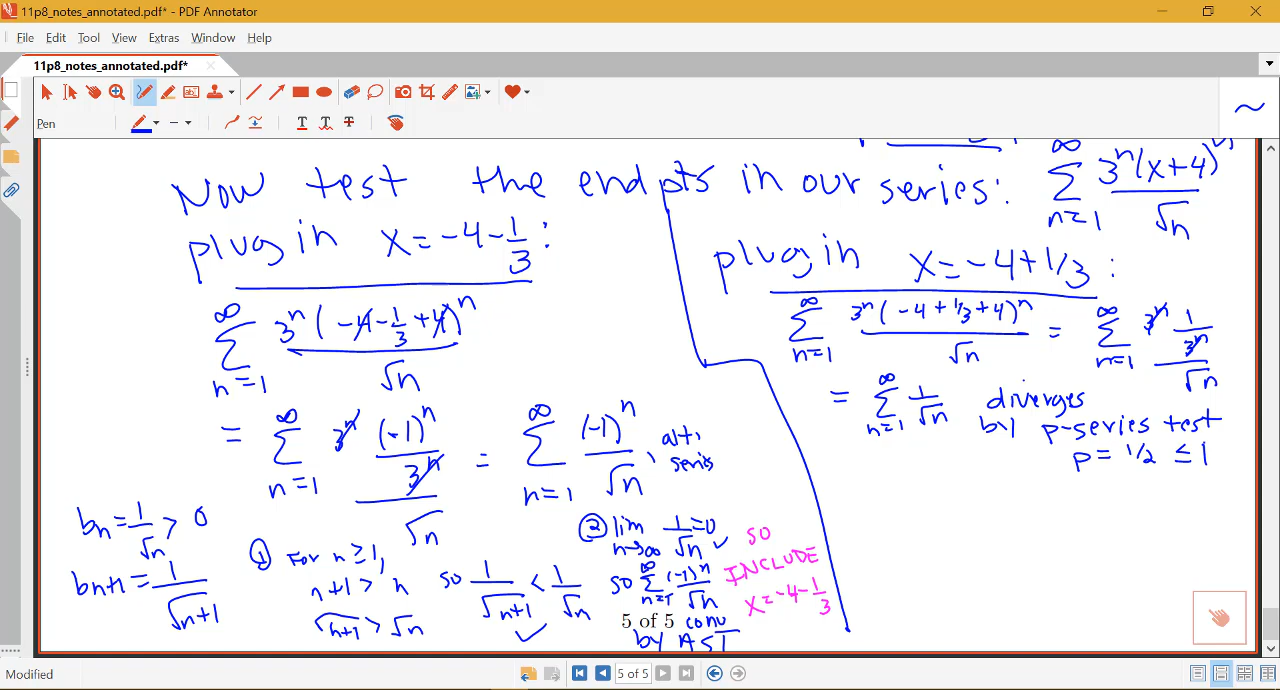 11p8_notes_annotated.pdf* - PDF Annotator
File Edit Tool View Extras Window Help
11p8_notes_annotated.pdf*
Pen
Now test the endpts in our series: ∞ Σ n=1 3^n(x+4)^n / √n
plug in x = -4 - 1/3 :
∞ Σ n=1 3^n (-4 - 1/3 + 4)^n / √n
= ∞ Σ n=1 3^n (-1)^n / 3^n / √n = ∞ Σ n=1 (-1)^n / √n , alt. series
bn = 1/√n > 0
bn+1 = 1/√n+1
① For n ≥ 1,
n+1 > n
√n+1 > √n
so 1/√n+1 < 1/√n ✓
② lim n→∞ 1/√n = 0 ✓
so ∞ Σ n=1 (-1)^n / √n
conv
by AST
so
INCLUDE
x = -4 - 1/3
plug in x = -4 + 1/3 :
∞ Σ n=1 3^n (-4 + 1/3 + 4)^n / √n = ∞ Σ n=1 3^n 1/3^n / √n
= ∞ Σ n=1 1/√n diverges
by p-series test
p = 1/2 ≤ 1
5 of 5
Modified
5 of 5